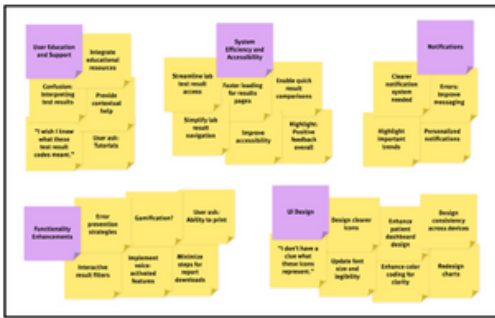 User Education
and Support
Integrate
educational
resources
Confusion:
Interpreting
test results
Provide
contextual
help
"I wish I knew
what these
test result
codes meant."
User ask:
Tutorials
System
Efficiency and
Accessibility
Streamline lab
test result
access
Faster loading
for results
pages
Enable quick
result
comparisons
Simplify lab
result
navigation
Improve
accessibility
Highlight:
Positive
feedback
overall
Notifications
Clearer
notification
system
needed
Errors:
Improve
messaging
Highlight
important
trends
Personalized
notifications
Functionality
Enhancements
Error
prevention
strategies
Gamification?
User ask:
Ability to print
Interactive
result filters
Implement
voice-
activated
features
Minimize
steps for
report
downloads
UI Design
Design clearer
icons
Enhance
patient
dashboard
design
Design
consistency
across devices
"I don't have a
clue what
these icons
represent."
Update font
size and
legibility
Enhance color
coding for
clarity
Redesign
charts